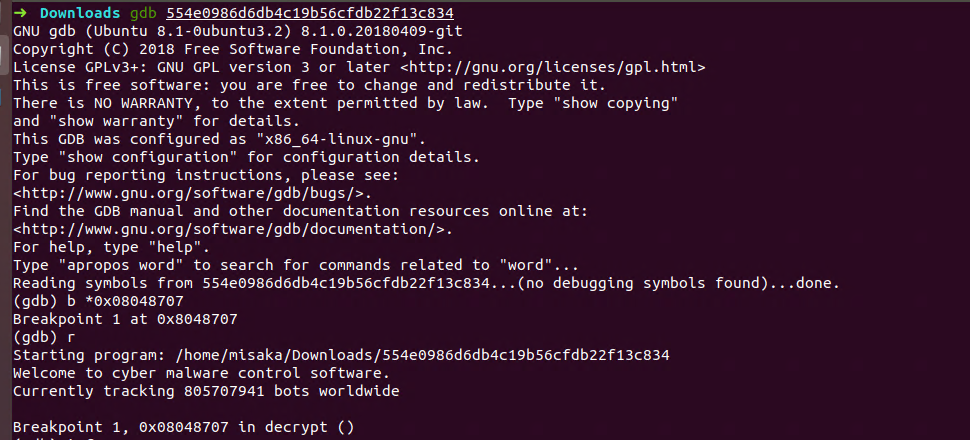 ➜ Downloads gdb 554e0986d6db4c19b56cfdb22f13c834
GNU gdb (Ubuntu 8.1-0ubuntu3.2) 8.1.0.20180409-git
Copyright (C) 2018 Free Software Foundation, Inc.
License GPLv3+: GNU GPL version 3 or later <http://gnu.org/licenses/gpl.html>
This is free software: you are free to change and redistribute it.
There is NO WARRANTY, to the extent permitted by law.  Type "show copying"
and "show warranty" for details.
This GDB was configured as "x86_64-linux-gnu".
Type "show configuration" for configuration details.
For bug reporting instructions, please see:
<http://www.gnu.org/software/gdb/bugs/>.
Find the GDB manual and other documentation resources online at:
<http://www.gnu.org/software/gdb/documentation/>.
For help, type "help".
Type "apropos word" to search for commands related to "word"...
Reading symbols from 554e0986d6db4c19b56cfdb22f13c834...(no debugging symbols found)...done.
(gdb) b *0x08048707
Breakpoint 1 at 0x8048707
(gdb) r
Starting program: /home/misaka/Downloads/554e0986d6db4c19b56cfdb22f13c834
Welcome to cyber malware control software.
Currently tracking 805707941 bots worldwide
Breakpoint 1, 0x08048707 in decrypt ()